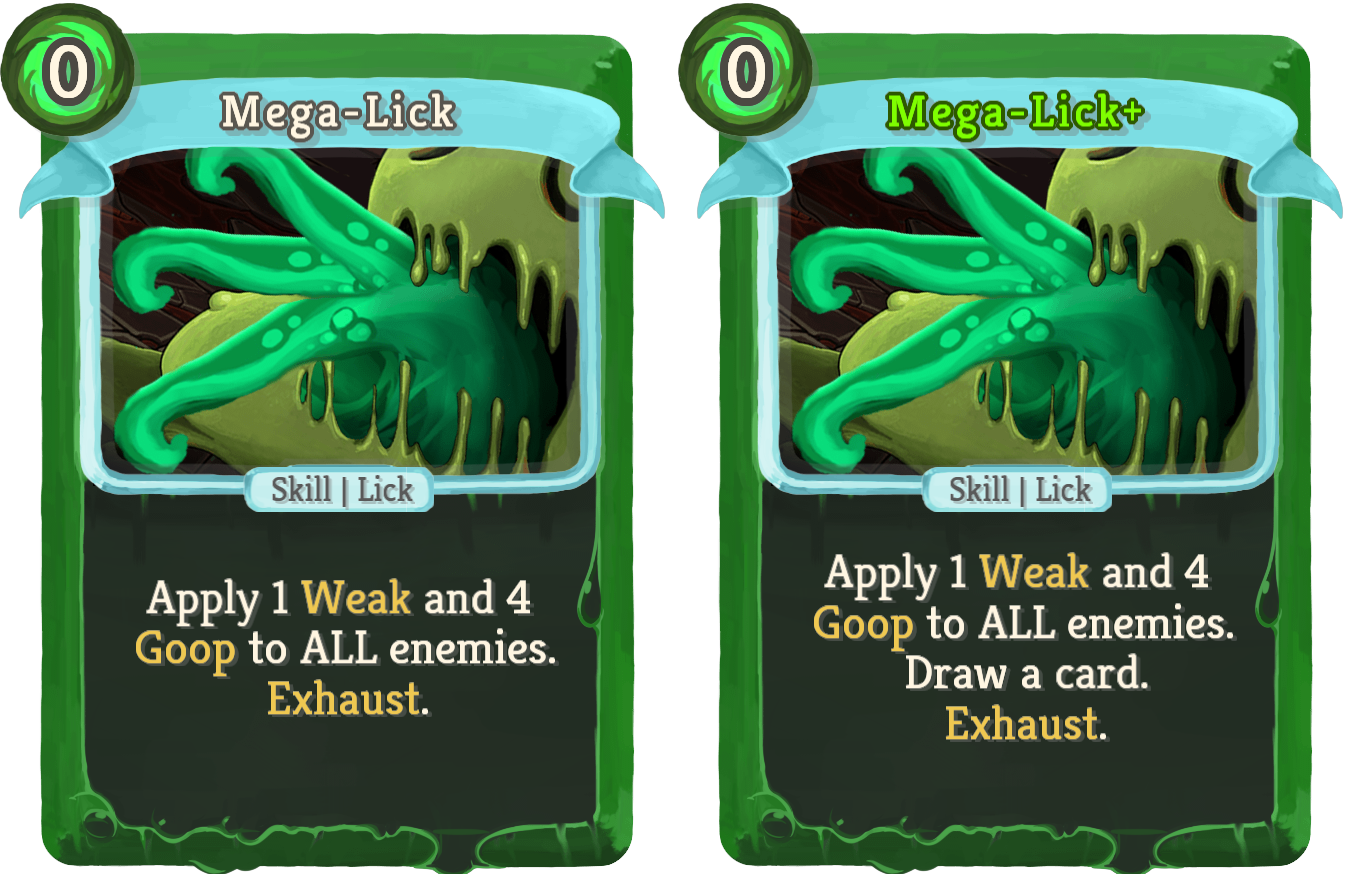 0
Mega-Lick
Skill | Lick
Apply 1 Weak and 4
Goop to ALL enemies.
Exhaust.
0
Mega-Lick+
Skill | Lick
Apply 1 Weak and 4
Goop to ALL enemies.
Draw a card.
Exhaust.